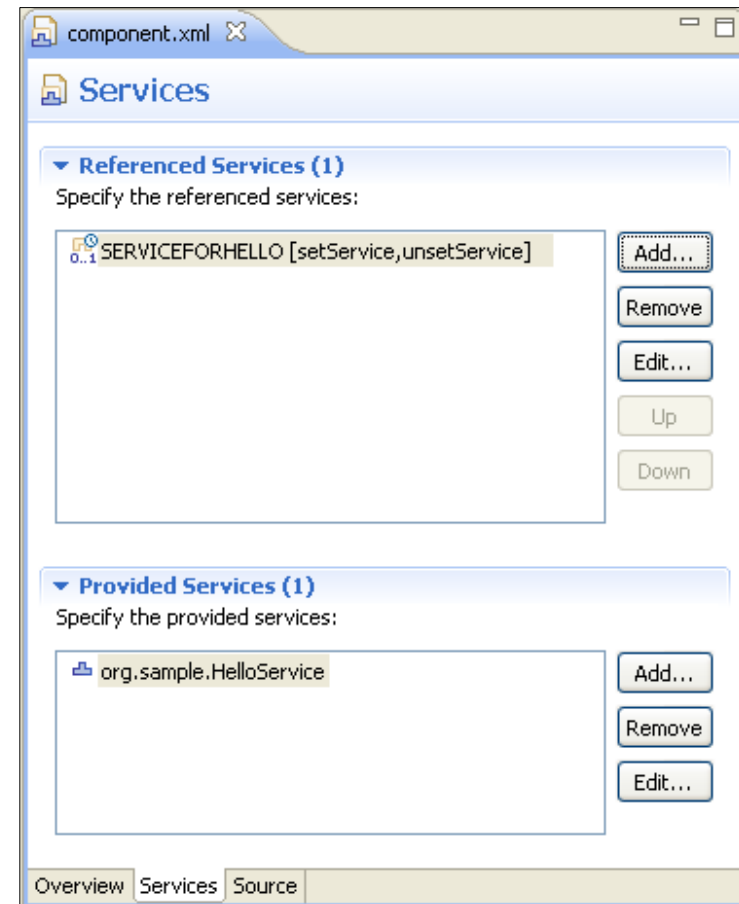 component.xml
Services
Referenced Services (1)
Specify the referenced services:
0..1 SERVICEFORHELLO [setService,unsetService]
Add...
Remove
Edit...
Up
Down
Provided Services (1)
Specify the provided services:
org.sample.HelloService
Add...
Remove
Edit...
Overview Services Source